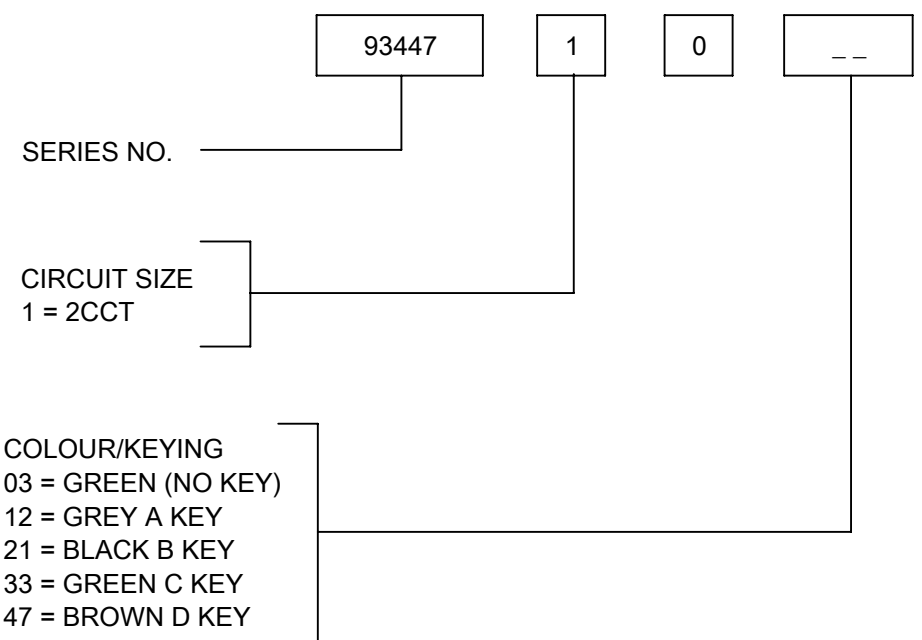 93447 1 0 _ _
SERIES NO.
CIRCUIT SIZE
1 = 2CCT
COLOUR/KEYING
03 = GREEN (NO KEY)
12 = GREY A KEY
21 = BLACK B KEY
33 = GREEN C KEY
47 = BROWN D KEY